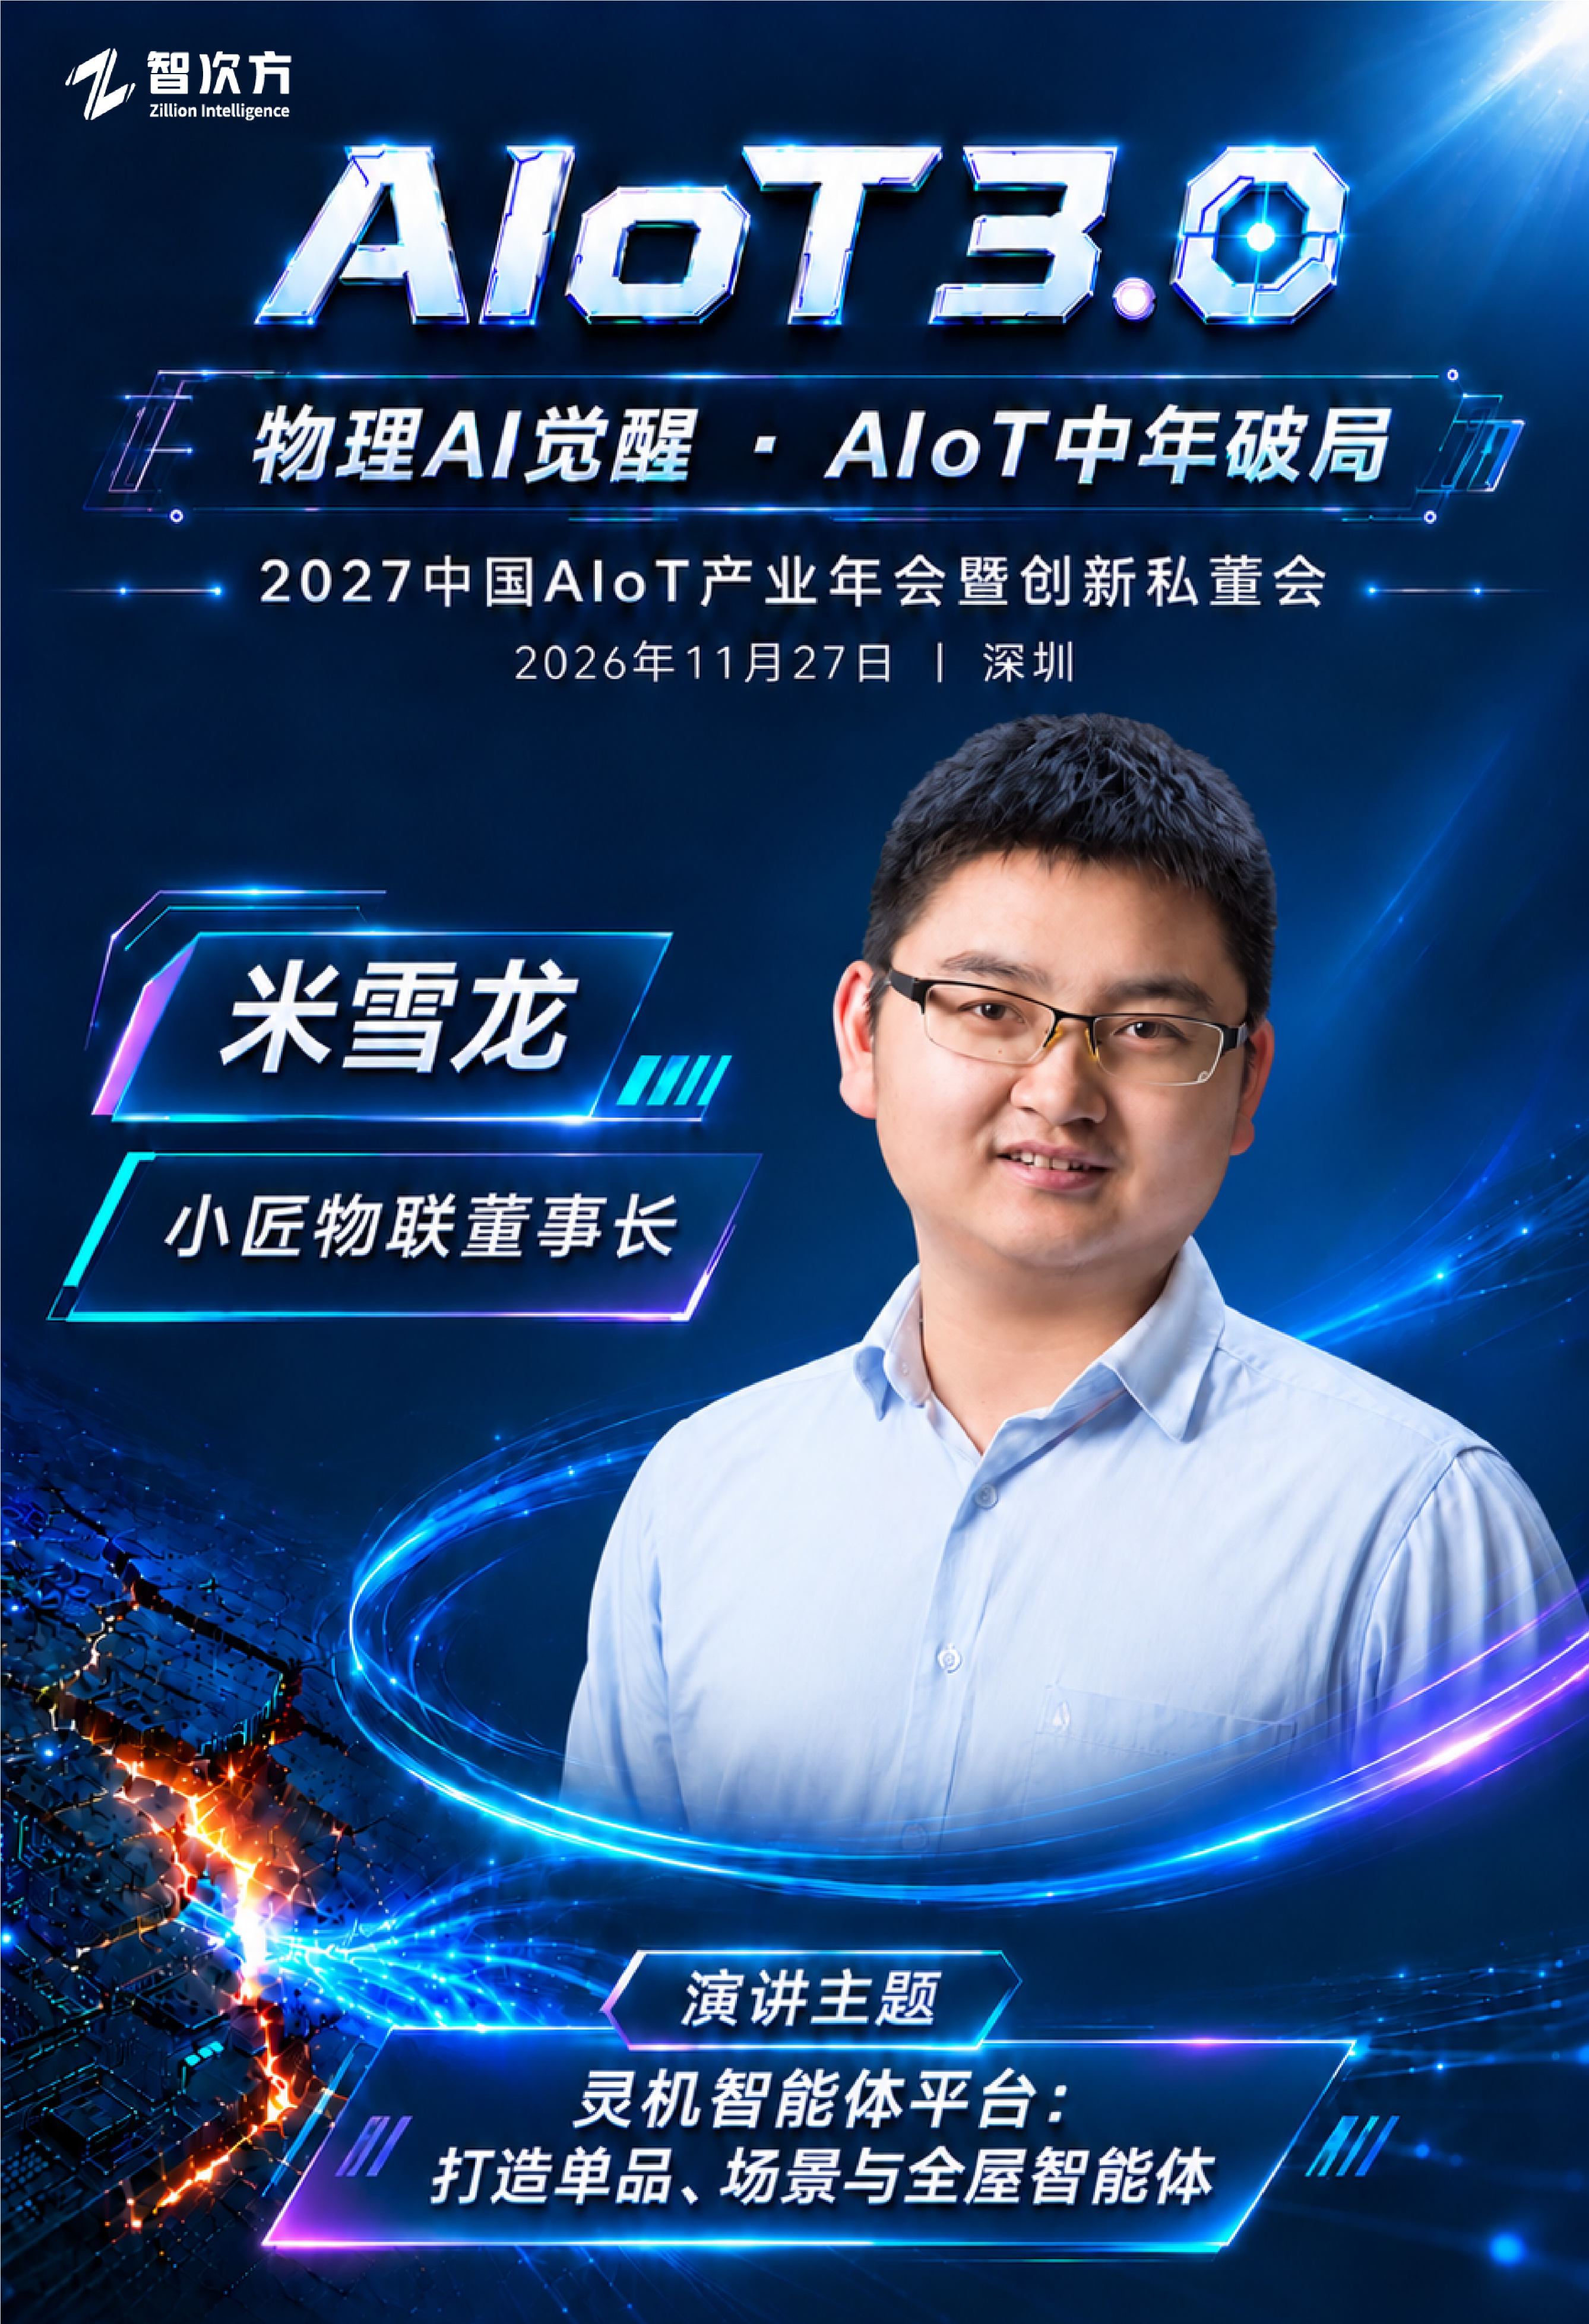 智次方
Zillion Intelligence
AIoT 3.0
物理AI觉醒 · AIoT中年破局
2027中国AIoT产业年会暨创新私董会
2026年11月27日 | 深圳
米雪龙
小匠物联董事长
演讲主题
灵机智能体平台：
打造单品、场景与全屋智能体